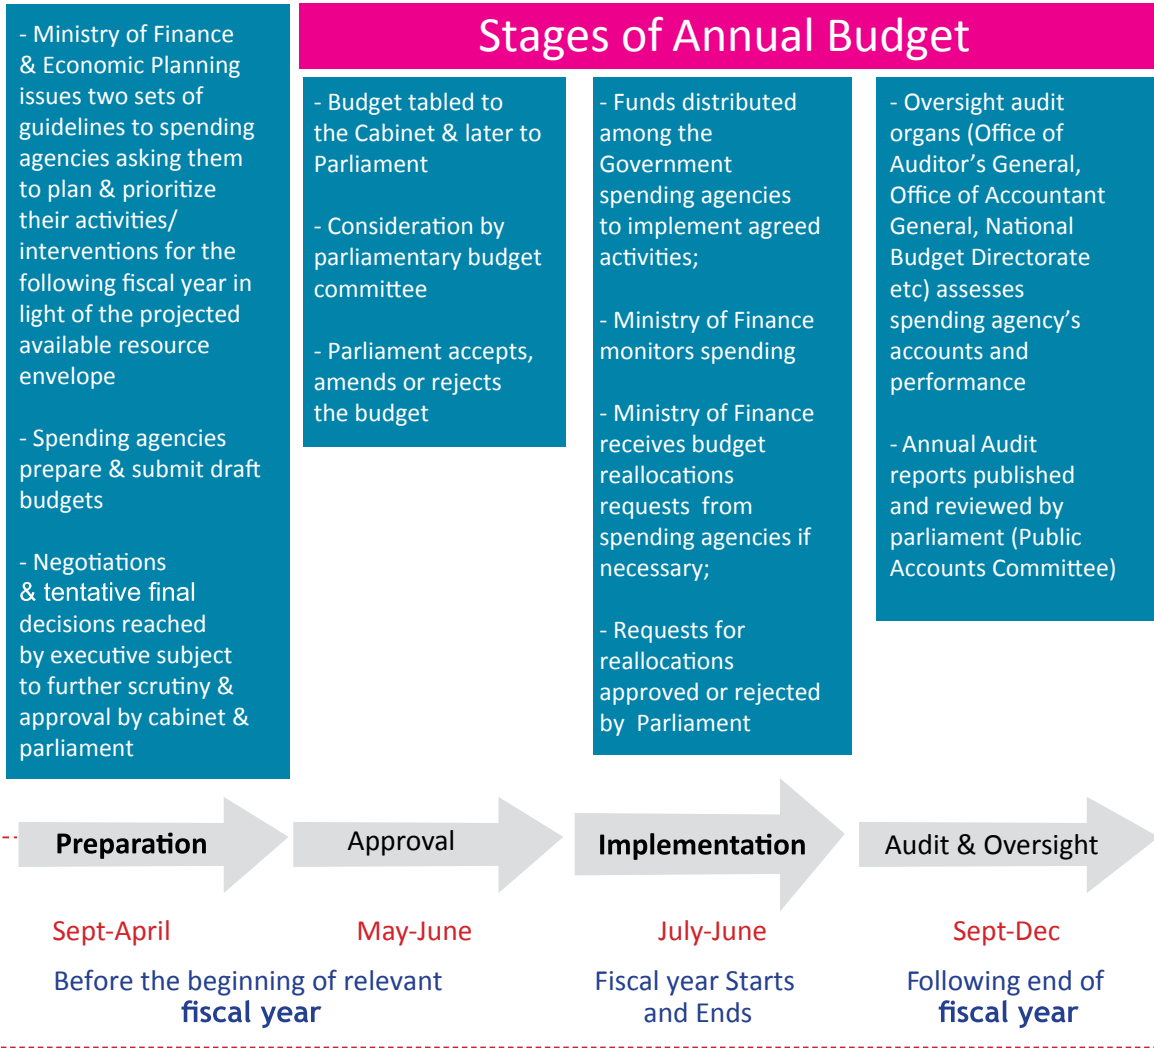 Stages of Annual Budget
- Ministry of Finance
& Economic Planning
issues two sets of
guidelines to spending
agencies asking them
to plan & prioritize
their activities/
interventions for the
following fiscal year in
light of the projected
available resource
envelope
- Spending agencies
prepare & submit draft
budgets
- Negotiations
& tentative final
decisions reached
by executive subject
to further scrutiny &
approval by cabinet &
parliament
- Budget tabled to
the Cabinet & later to
Parliament
- Consideration by
parliamentary budget
committee
- Parliament accepts,
amends or rejects
the budget
- Funds distributed
among the
Government
spending agencies
to implement agreed
activities;
- Ministry of Finance
monitors spending
- Ministry of Finance
receives budget
reallocations
requests from
spending agencies if
necessary;
- Requests for
reallocations
approved or rejected
by Parliament
- Oversight audit
organs (Office of
Auditor's General,
Office of Accountant
General, National
Budget Directorate
etc) assesses
spending agency's
accounts and
performance
- Annual Audit
reports published
and reviewed by
parliament (Public
Accounts Committee)
Preparation
Approval
Implementation
Audit & Oversight
Sept-April
May-June
July-June
Sept-Dec
Before the beginning of relevant
fiscal year
Fiscal year Starts
and Ends
Following end of
fiscal year